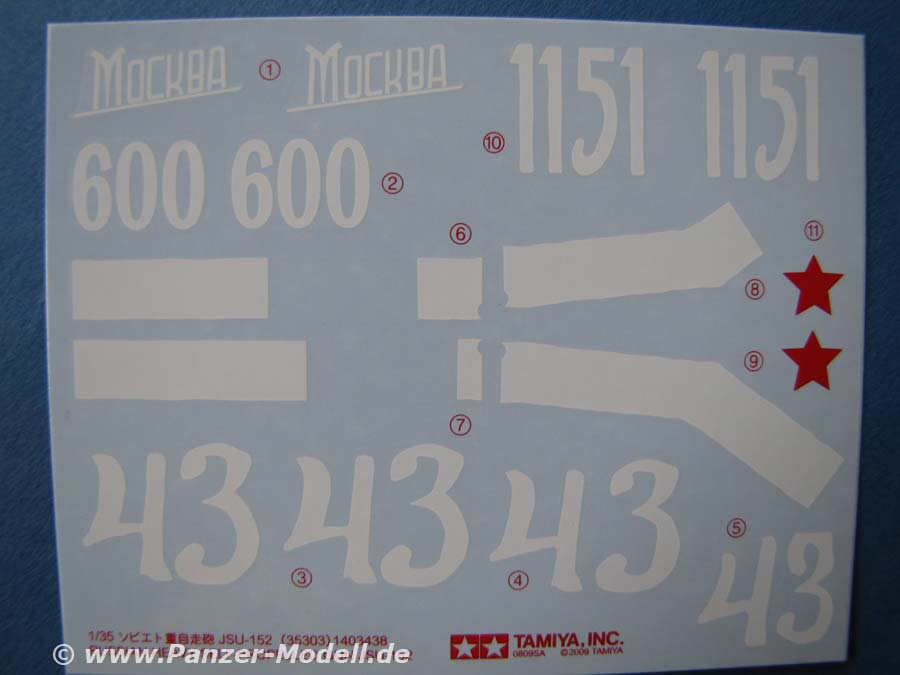 МОСКВА ① МОСКВА
1151 1151
⑩
600 600 ②
⑥
⑪
⑧
⑨
⑦
43 43 43
⑤
43
③ ④
1/35 ソビエト重自走砲 JSU-152 (35303) 1403438
TAMIYA, INC.
0809SA ©2009 TAMIYA
© www.Panzer-Modell.de